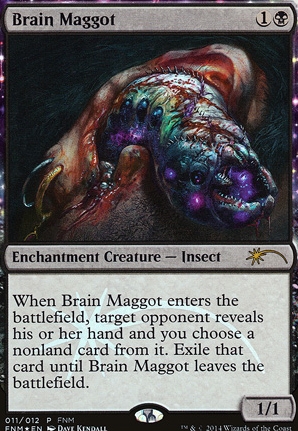 Brain Maggot 1
Enchantment Creature — Insect
When Brain Maggot enters the
battlefield, target opponent reveals
his or her hand and you choose a
nonland card from it. Exile that
card until Brain Maggot leaves the
battlefield.
1/1
011/012 P FNM
FNM★EN Dave Kendall ™ & © 2014 Wizards of the Coast